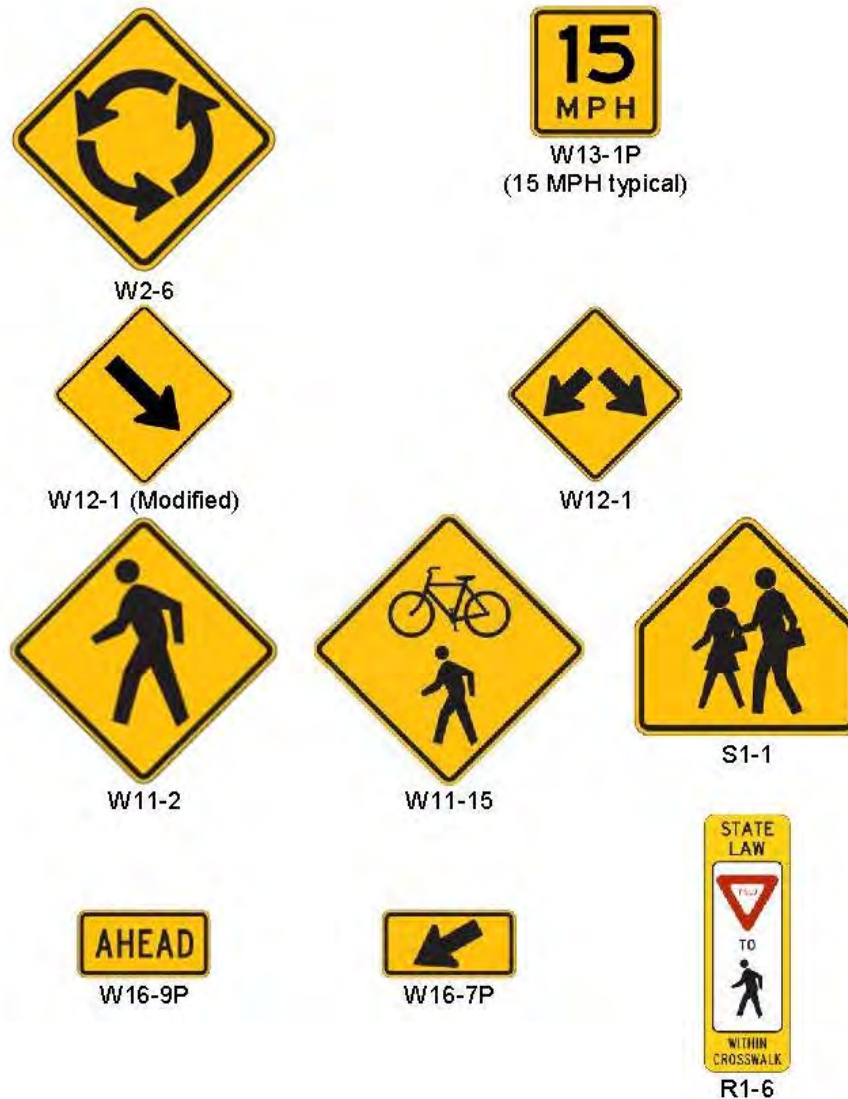 15
MPH
W13-1P
(15 MPH typical)
W2-6
W12-1 (Modified)
W12-1
W11-2
W11-15
S1-1
AHEAD
W16-9P
W16-7P
STATE
LAW
YIELD
TO
WITHIN
CROSSWALK
R1-6